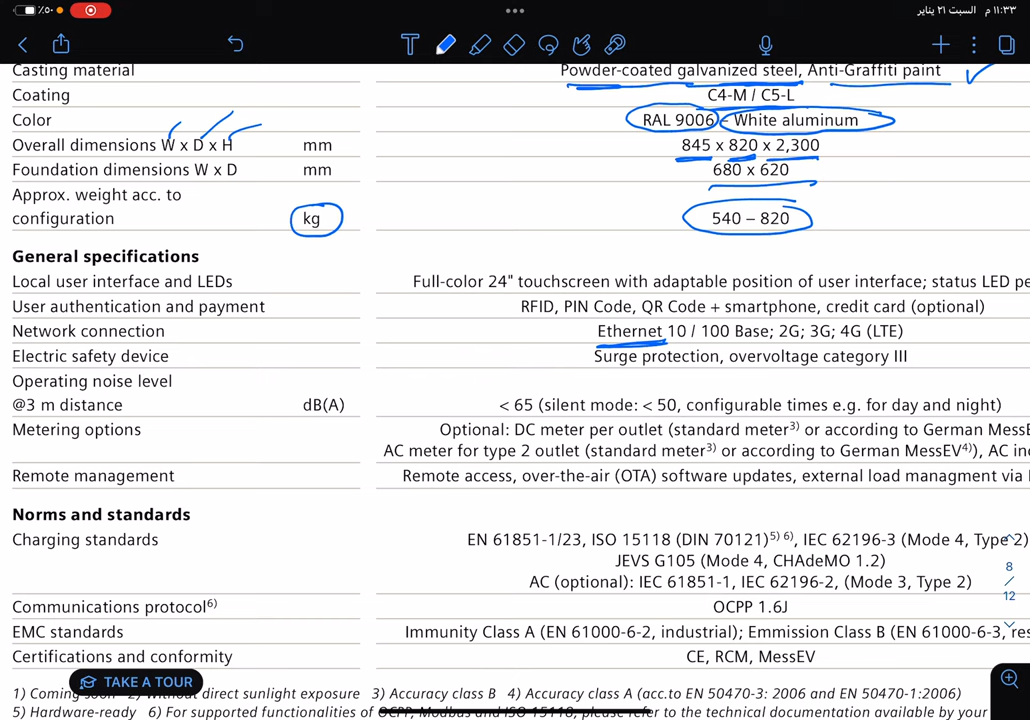 ٪٥٠ السبت ٢١ يناير ١١:٣٣ م
Casting material Powder-coated galvanized steel, Anti-Graffiti paint
Coating C4-M / C5-L
Color RAL 9006 - White aluminum
Overall dimensions W x D x H mm 845 x 820 x 2,300
Foundation dimensions W x D mm 680 x 620
Approx. weight acc. to
configuration kg 540 – 820
General specifications
Local user interface and LEDs Full-color 24" touchscreen with adaptable position of user interface; status LED pe
User authentication and payment RFID, PIN Code, QR Code + smartphone, credit card (optional)
Network connection Ethernet 10 / 100 Base; 2G; 3G; 4G (LTE)
Electric safety device Surge protection, overvoltage category III
Operating noise level
@3 m distance dB(A) < 65 (silent mode: < 50, configurable times e.g. for day and night)
Metering options Optional: DC meter per outlet (standard meter3) or according to German MessE
AC meter for type 2 outlet (standard meter3) or according to German MessEV4)), AC in
Remote management Remote access, over-the-air (OTA) software updates, external load managment via
Norms and standards
Charging standards EN 61851-1/23, ISO 15118 (DIN 70121)5) 6), IEC 62196-3 (Mode 4, Type 2)
JEVS G105 (Mode 4, CHAdeMO 1.2)
AC (optional): IEC 61851-1, IEC 62196-2, (Mode 3, Type 2)
8
/
12
Communications protocol6) OCPP 1.6J
EMC standards Immunity Class A (EN 61000-6-2, industrial); Emmission Class B (EN 61000-6-3, res
Certifications and conformity CE, RCM, MessEV
TAKE A TOUR
1) Coming soon 2) Without direct sunlight exposure 3) Accuracy class B 4) Accuracy class A (acc.to EN 50470-3: 2006 and EN 50470-1:2006)
5) Hardware-ready 6) For supported functionalities of OCPP, Modbus and ISO 15118, please refer to the technical documentation available by your